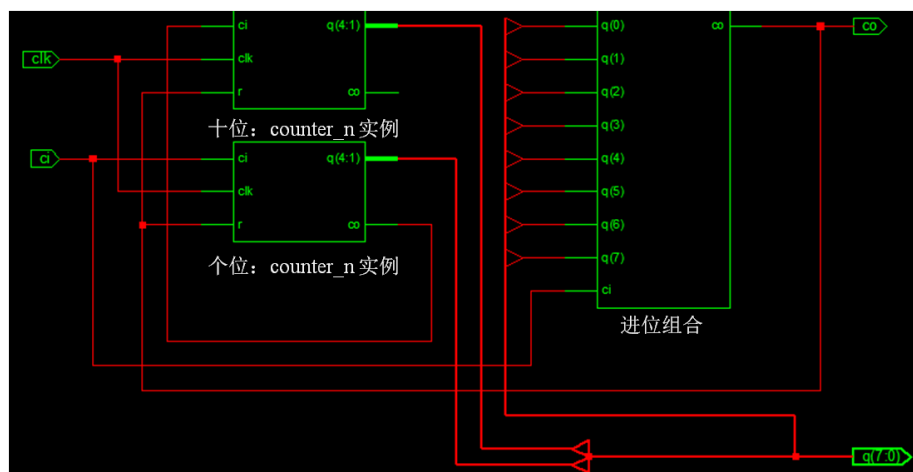 ci
q(4:1)
clk
clk
r
co
十位：counter_n 实例
ci
ci
q(4:1)
clk
r
co
个位：counter_n 实例
q(0)
co
co
q(1)
q(2)
q(3)
q(4)
q(5)
q(6)
q(7)
ci
进位组合
q(7:0)